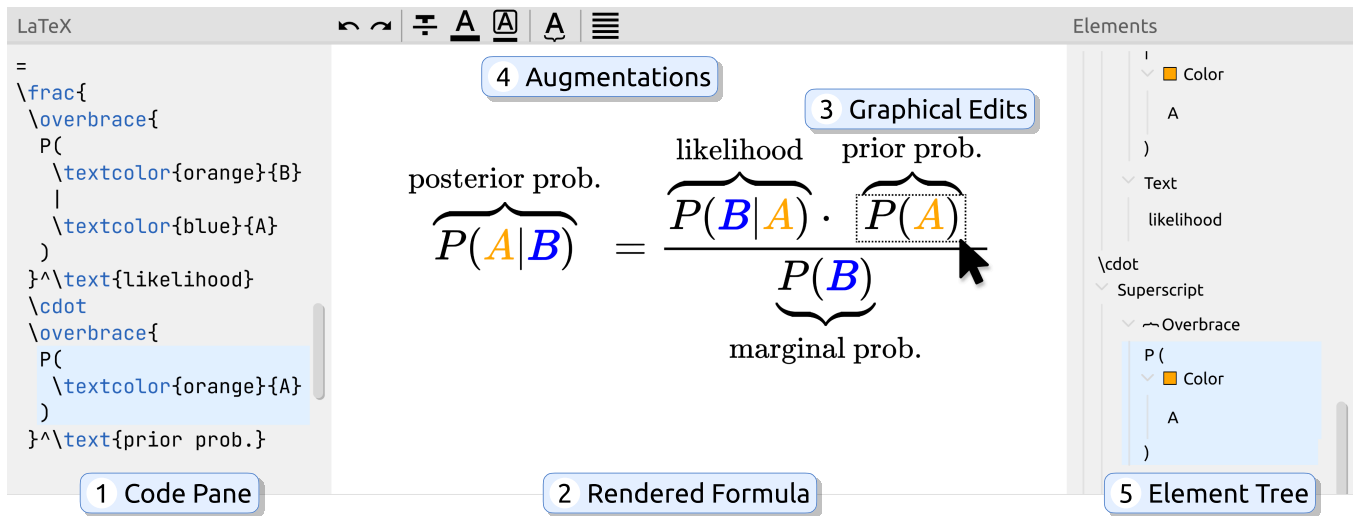 LaTeX
=
\frac{
\overbrace{
P(
\textcolor{orange}{B}
|
\textcolor{blue}{A}
)
}^\text{likelihood}
\cdot
\overbrace{
P(
\textcolor{orange}{A}
)
}^\text{prior prob.}
1 Code Pane
A A A
4 Augmentations
3 Graphical Edits
likelihood prior prob.
posterior prob.
P(B|A) · P(A)
P(A|B) =
P(B)
marginal prob.
2 Rendered Formula
Elements
Color
A
)
Text
likelihood
\cdot
Superscript
Overbrace
P (
Color
A
)
5 Element Tree